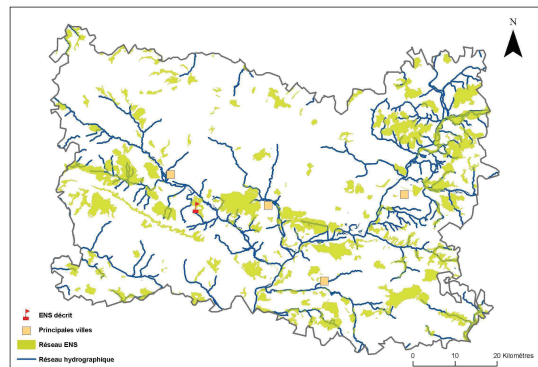 N
ENS décrit
Principales villes
Réseau ENS
Réseau hydrographique
0 10 20 Kilomètres